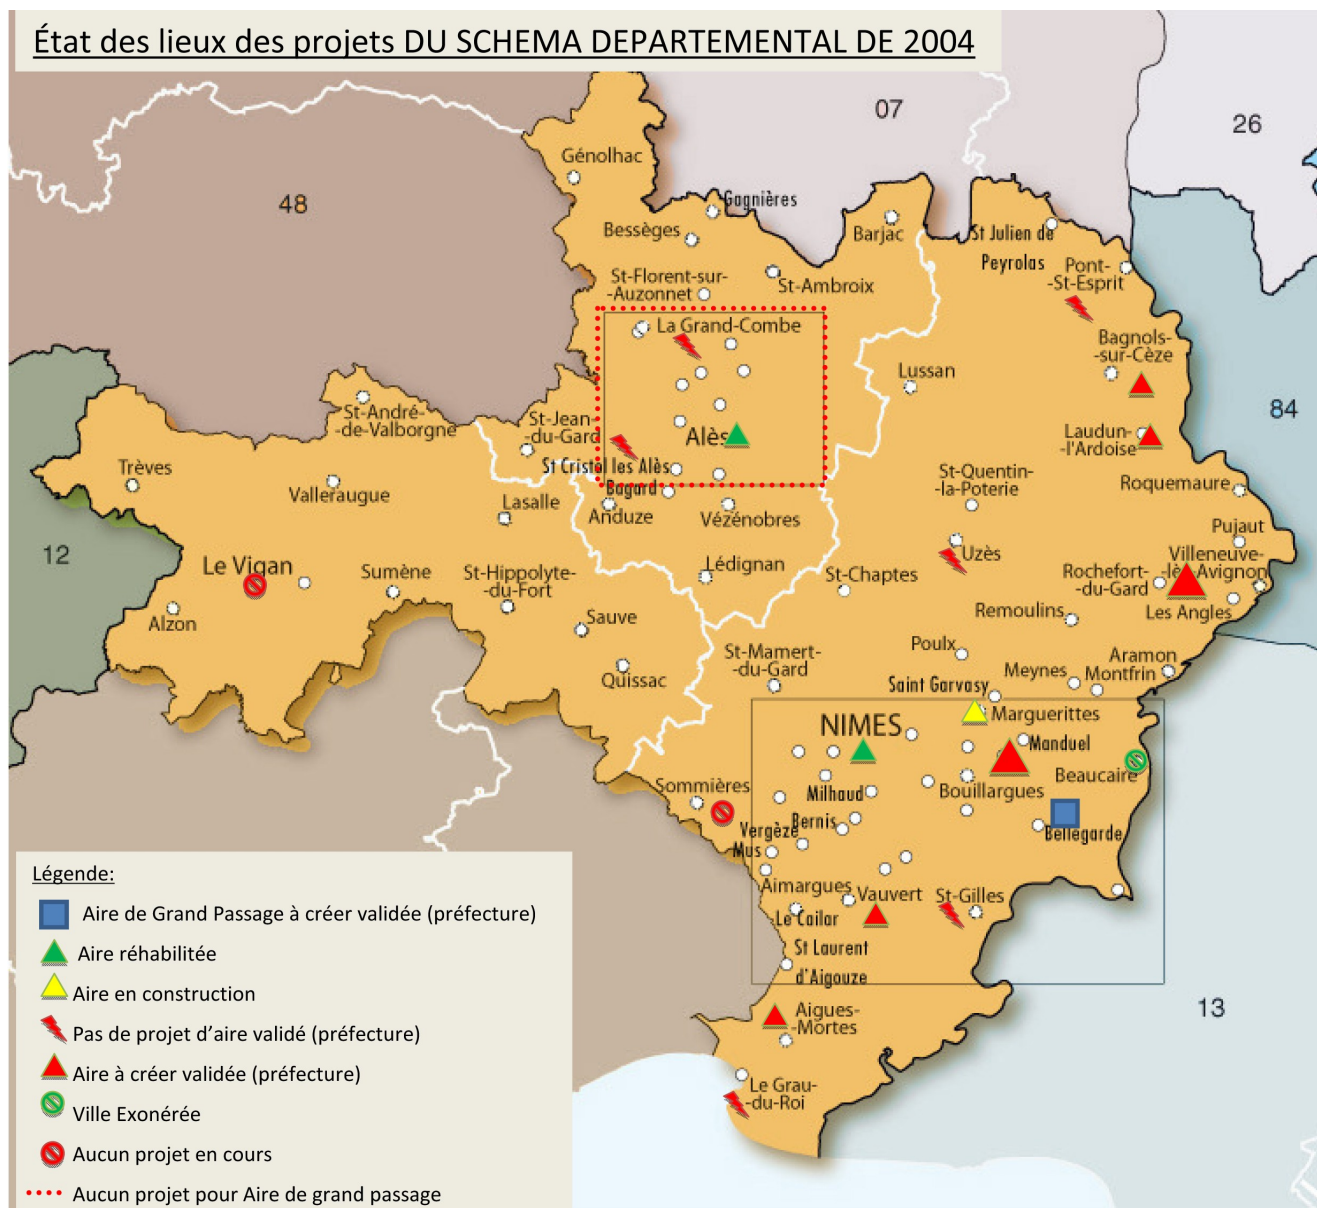 État des lieux des projets DU SCHEMA DEPARTEMENTAL DE 2004
07
26
48
Génolhac
Gagnières
Bessèges
Barjac
St Julien de
Peyrolas
Pont-
-St-Esprit
St-Florent-sur-
-Auzonnet
St-Ambroix
La Grand-Combe
Bagnols-
-sur-Cèze
Lussan
84
St-André-
-de-Valborgne
St-Jean-
-du-Gard
Alès
Laudun-
-l'Ardoise
Trèves
Valleraugue
St Cristol les Alès
Bagard
St-Quentin-
-la-Poterie
Roquemaure
Lasalle
Anduze
Vézénobres
Pujaut
12
Le Vigan
Sumène
St-Hippolyte-
-du-Fort
Lédignan
St-Chaptes
Uzès
Villeneuve-
-lès-Avignon
Rochefort-
-du-Gard
Les Angles
Alzon
Sauve
Remoulins
Quissac
St-Mamert-
-du-Gard
Poulx
Meynes
Aramon
Montfrin
Saint Garvasy
NIMES
Marguerittes
Manduel
Beaucaire
Sommières
Milhaud
Bouillargues
Vergèze
Bernis
Bellegarde
Mus
Aimargues
Vauvert
St-Gilles
Le Cailar
St Laurent
d'Aigouze
Aigues-
-Mortes
13
Le Grau-
-du-Roi
Légende:
Aire de Grand Passage à créer validée (préfecture)
Aire réhabilitée
Aire en construction
Pas de projet d'aire validé (préfecture)
Aire à créer validée (préfecture)
Ville Exonérée
Aucun projet en cours
Aucun projet pour Aire de grand passage